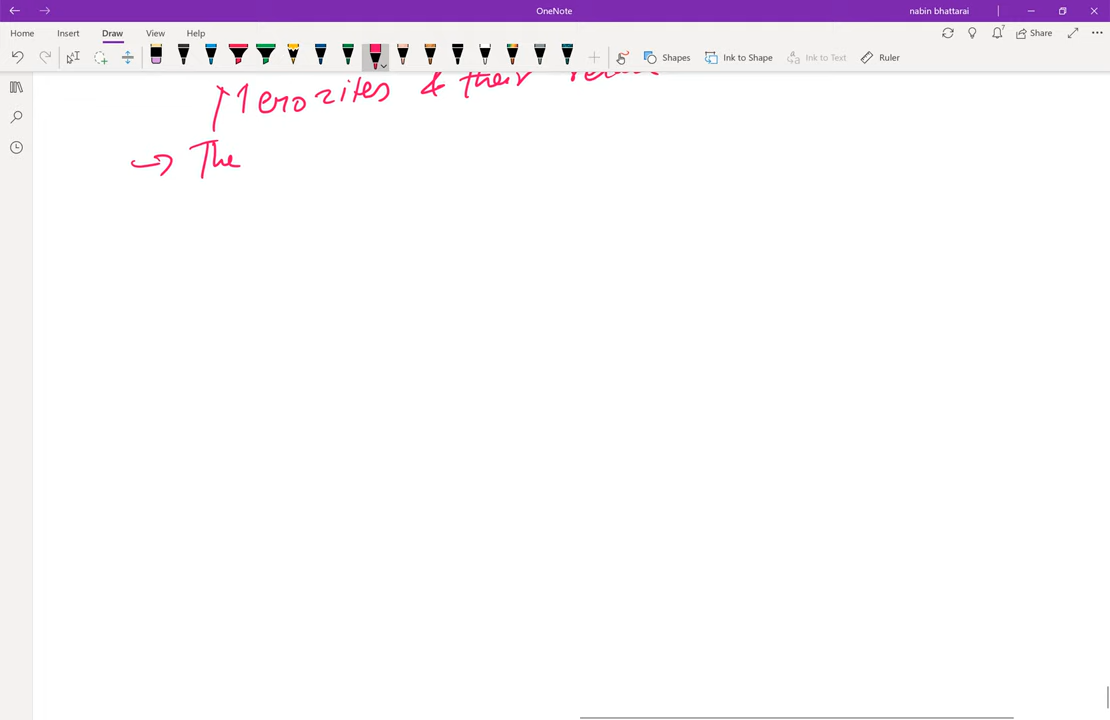 OneNote
nabin bhattarai
Home Insert Draw View Help
Share
Shapes Ink to Shape Ink to Text Ruler
Merozites & their
→ The